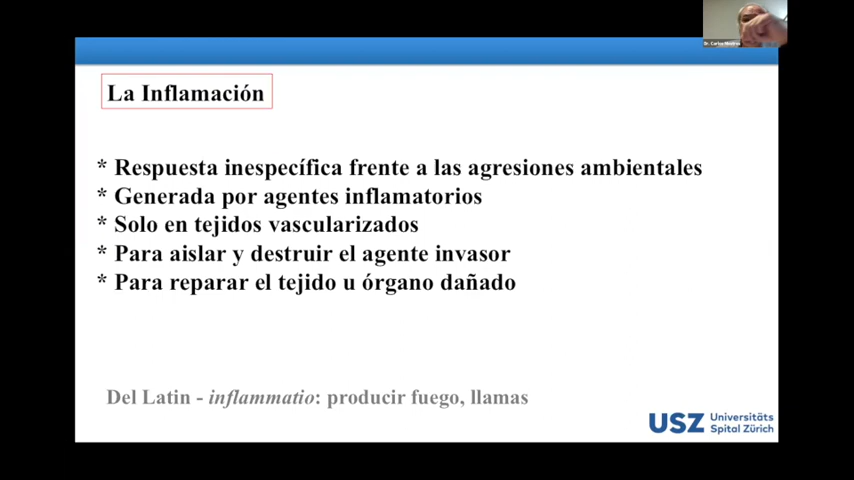 Dr. Carlos
La Inflamación
* Respuesta inespecífica frente a las agresiones ambientales
* Generada por agentes inflamatorios
* Solo en tejidos vascularizados
* Para aislar y destruir el agente invasor
* Para reparar el tejido u órgano dañado
Del Latin - inflammatio: producir fuego, llamas
USZ Universitäts
Spital Zürich